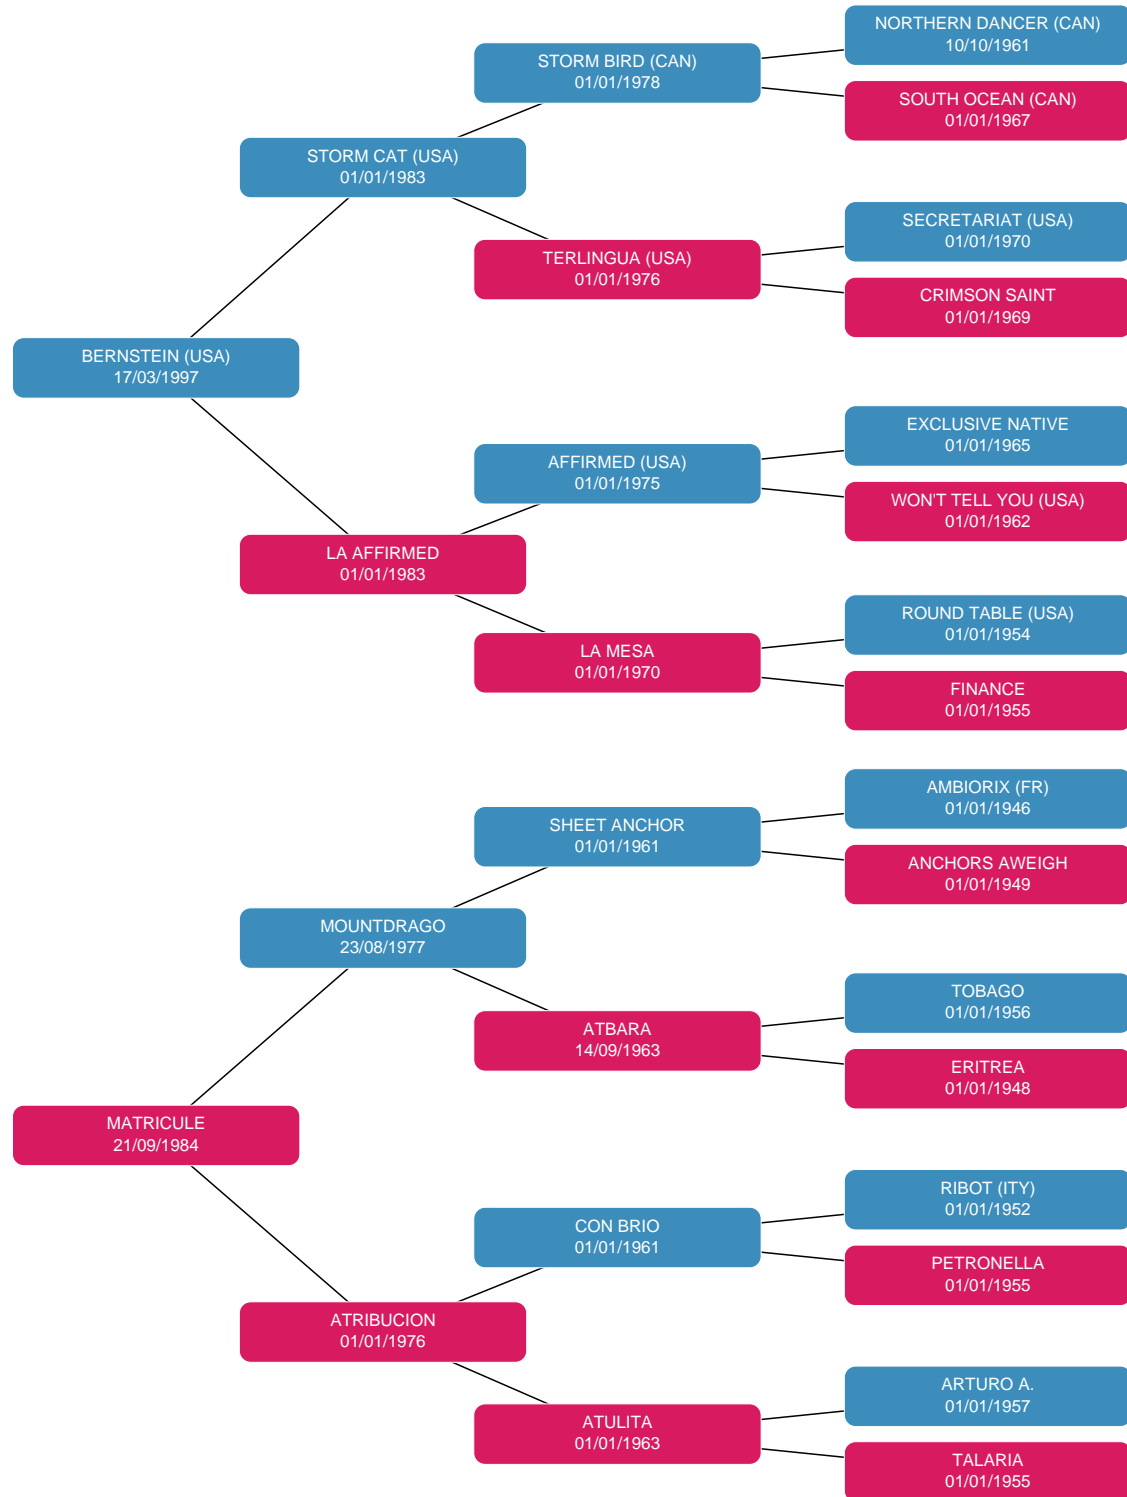 NORTHERN DANCER (CAN)
10/10/1961
STORM BIRD (CAN)
01/01/1978
SOUTH OCEAN (CAN)
01/01/1967
STORM CAT (USA)
01/01/1983
SECRETARIAT (USA)
01/01/1970
TERLINGUA (USA)
01/01/1976
CRIMSON SAINT
01/01/1969
BERNSTEIN (USA)
17/03/1997
EXCLUSIVE NATIVE
01/01/1965
AFFIRMED (USA)
01/01/1975
WON'T TELL YOU (USA)
01/01/1962
LA AFFIRMED
01/01/1983
ROUND TABLE (USA)
01/01/1954
LA MESA
01/01/1970
FINANCE
01/01/1955
AMBIORIX (FR)
01/01/1946
SHEET ANCHOR
01/01/1961
ANCHORS AWEIGH
01/01/1949
MOUNTDRAGO
23/08/1977
TOBAGO
01/01/1956
ATBARA
14/09/1963
ERITREA
01/01/1948
MATRICULE
21/09/1984
RIBOT (ITY)
01/01/1952
CON BRIO
01/01/1961
PETRONELLA
01/01/1955
ATRIBUCION
01/01/1976
ARTURO A.
01/01/1957
ATULITA
01/01/1963
TALARIA
01/01/1955